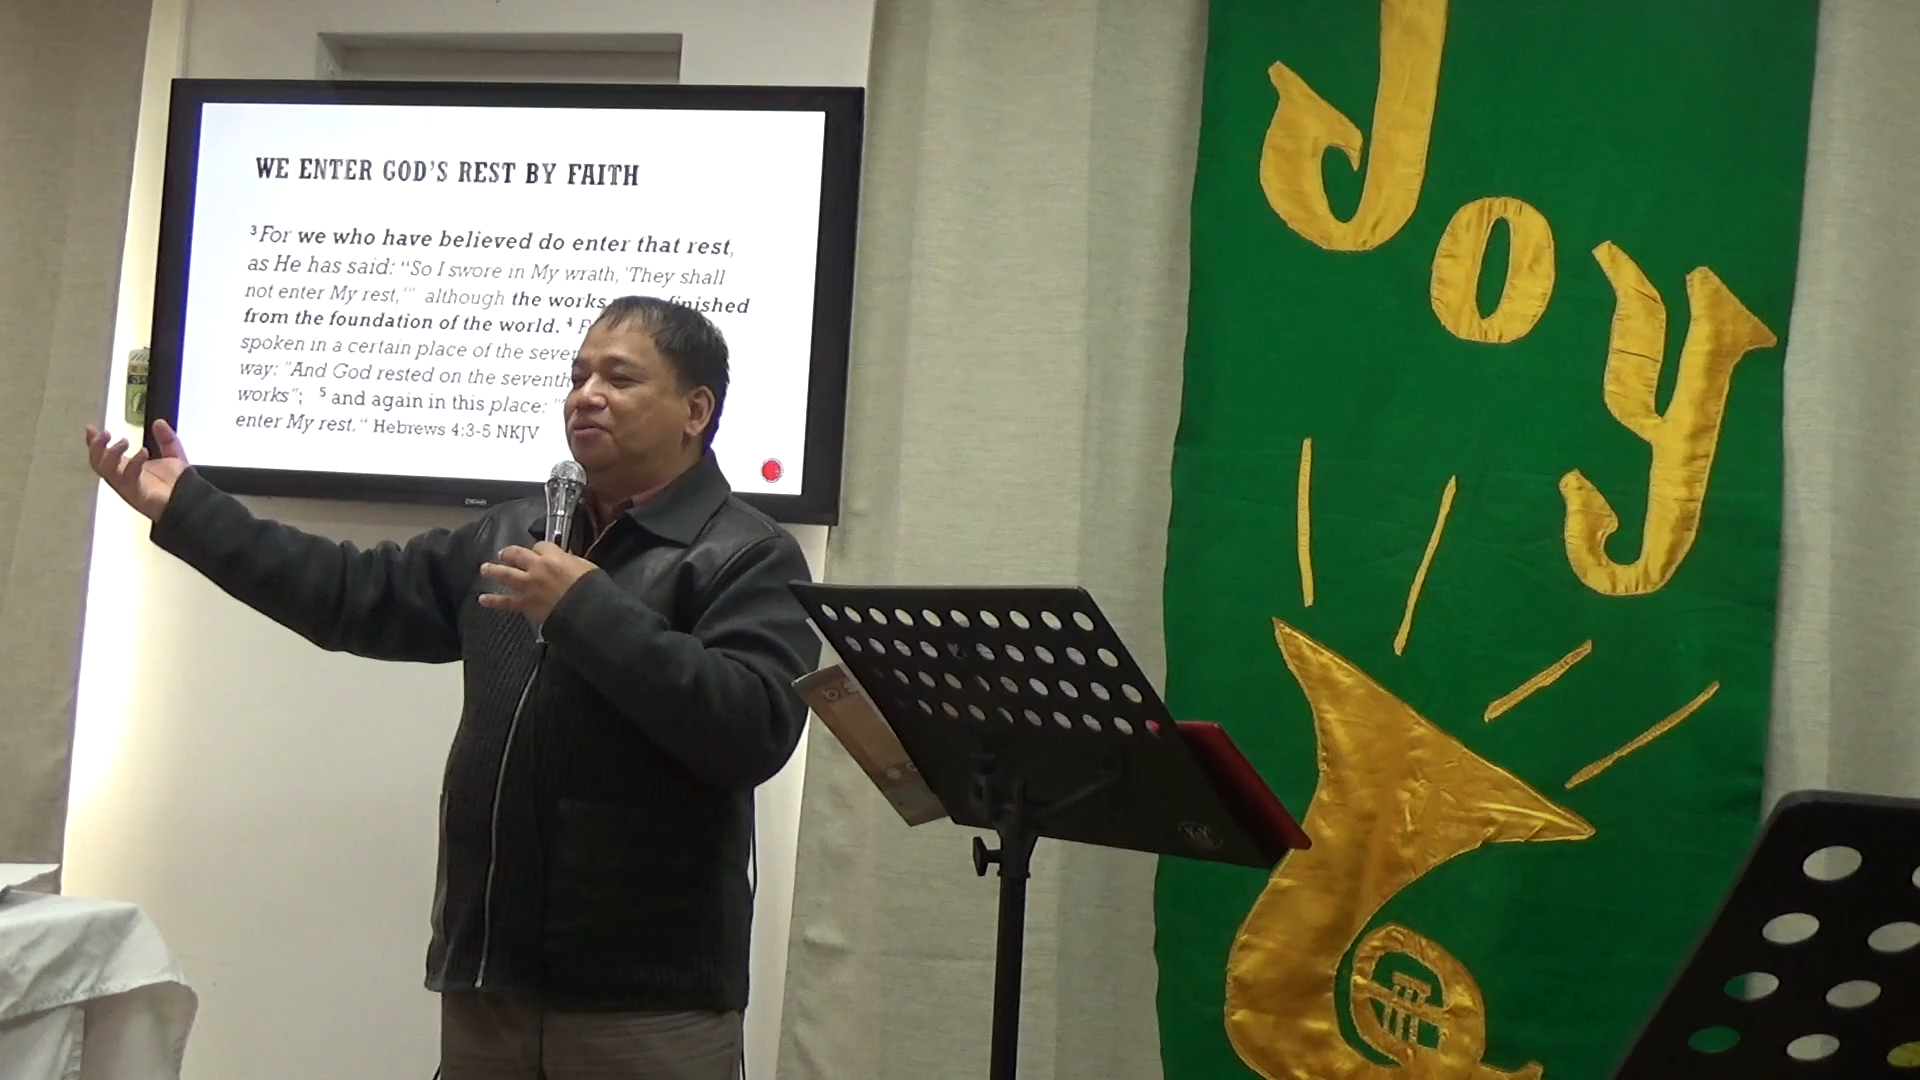 WE ENTER GOD'S REST BY FAITH
³For we who have believed do enter that rest,
as He has said: "So I swore in My wrath, 'They shall
not enter My rest,'" although the works finished
from the foundation of the world. ⁴
spoken in a certain place of the
way: "And God rested on the seventh
works"; ⁵ and again in this place:
enter My rest." Hebrews 4:3-5 NKJV
Joy